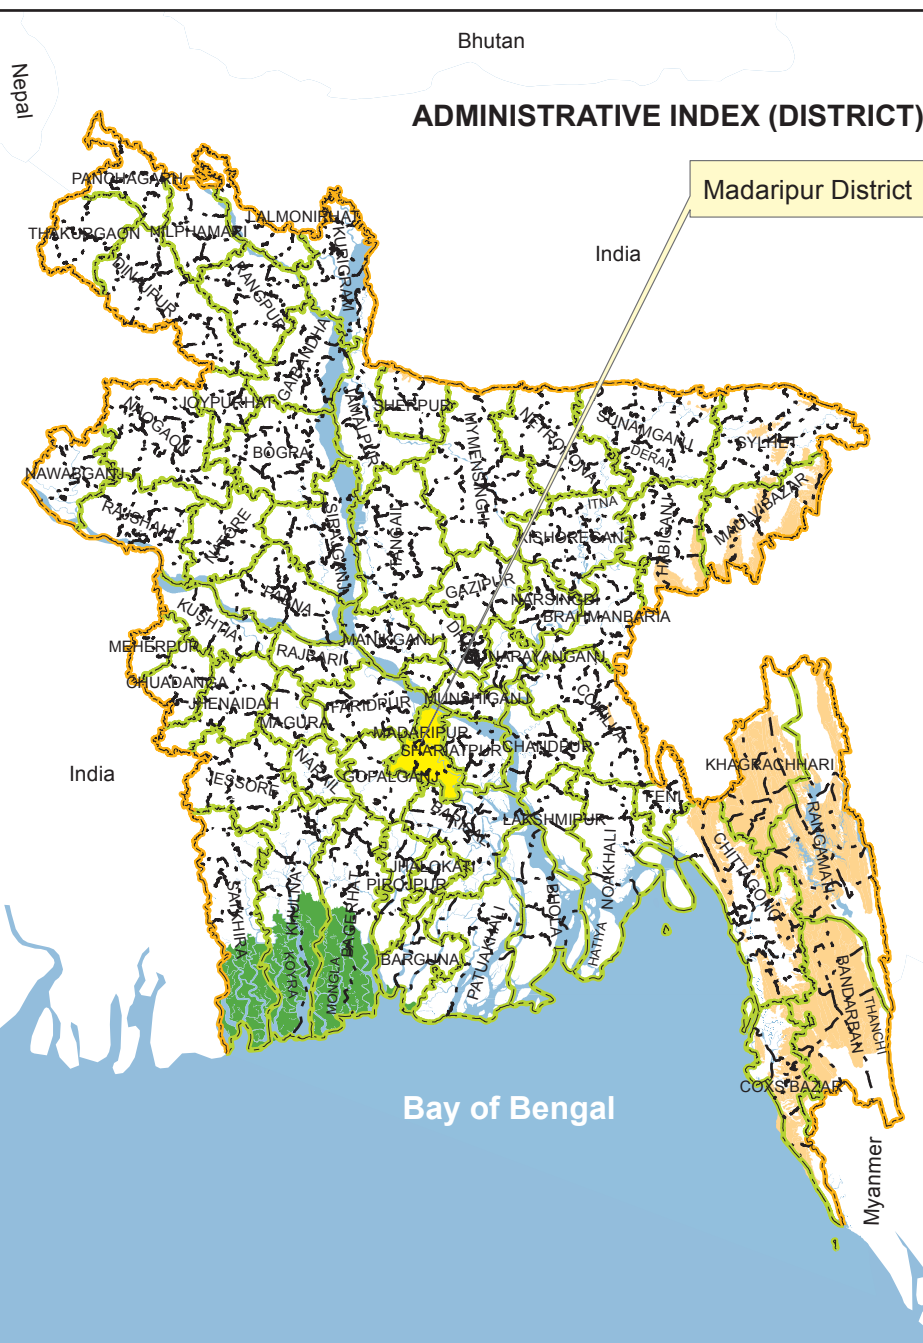 Bhutan
Nepal
ADMINISTRATIVE INDEX (DISTRICT)
Madaripur District
India
PANCHAGARH
LALMONIRHAT
THAKURGAON
NILPHAMARI
KURIGRAM
DINAJPUR
RANGPUR
GAIBANDHA
JOYPURHAT
NAOGAON
JAMALPUR
SHERPUR
MYMENSINGH
NETROKONA
SUNAMGANJ
DERAI
SYLHET
BOGRA
NAWABGANJ
RAJSHAHI
NATORE
SIRAJGANJ
TANGAIL
ITNA
KISHOREGANJ
HABIGANJ
MAULVIBAZAR
PABNA
GAZIPUR
NARSINGDI
BRAHMANBARIA
KUSHTIA
MEHERPUR
RAJBARI
MANIKGANJ
DHAKA
NARAYANGANJ
CHUADANGA
JHENAIDAH
MAGURA
FARIDPUR
MUNSHIGANJ
COMILLA
MADARIPUR
SHARIATPUR
CHANDPUR
India
JESSORE
NARAIL
GOPALGANJ
KHAGRACHHARI
FENI
RANGAMATI
BARISAL
LAKSHMIPUR
NOAKHALI
CHITTAGONG
JHALOKATI
PIROJPUR
SATKHIRA
KHULNA
BAGERHAT
BHOLA
PATUAKHALI
HATIYA
BARGUNA
KOYRA
MONGLA
BANDARBAN
THANCHI
COXS BAZAR
Bay of Bengal
Myanmer